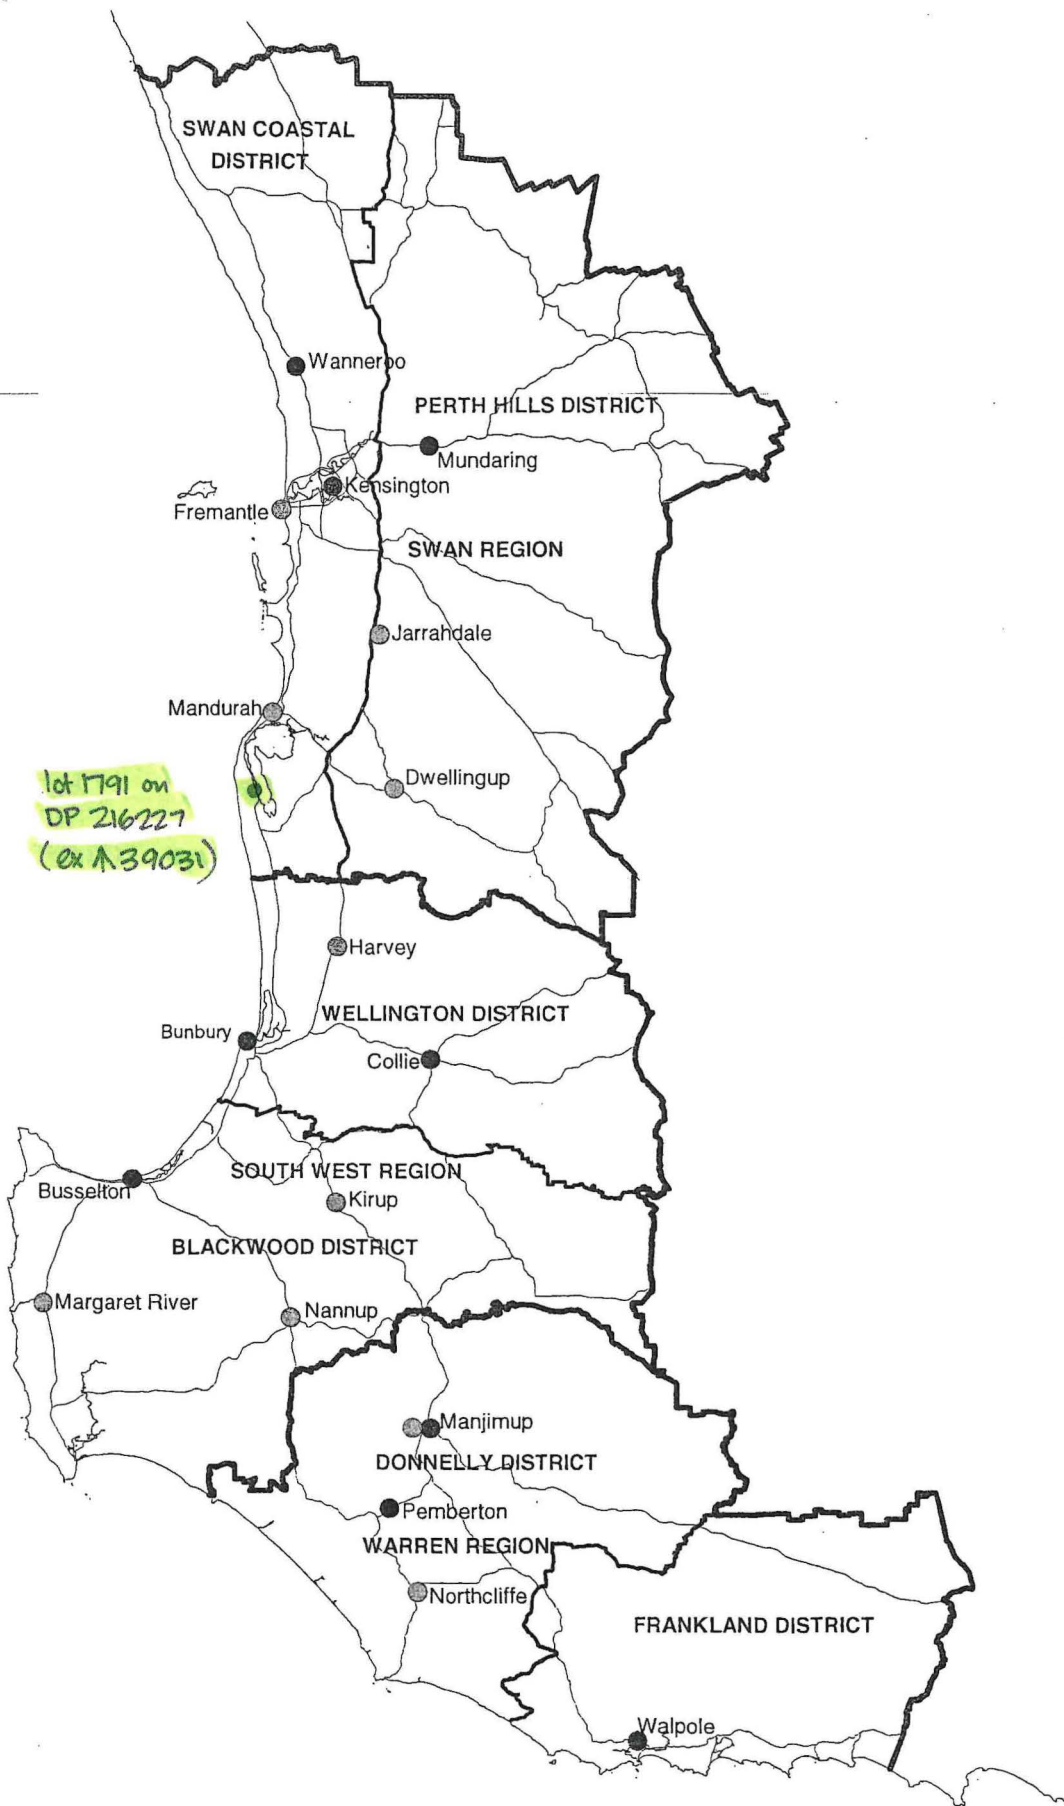 SWAN COASTAL
DISTRICT
Wanneroo
PERTH HILLS DISTRICT
Mundaring
Kensington
Fremantle
SWAN REGION
Jarrahdale
Mandurah
Dwellingup
lot 1791 on
DP 216227
(ex 39031)
Harvey
WELLINGTON DISTRICT
Bunbury
Collie
SOUTH WEST REGION
Busselton
Kirup
BLACKWOOD DISTRICT
Margaret River
Nannup
Manjimup
DONNELLY DISTRICT
Pemberton
WARREN REGION
Northcliffe
FRANKLAND DISTRICT
Walpole